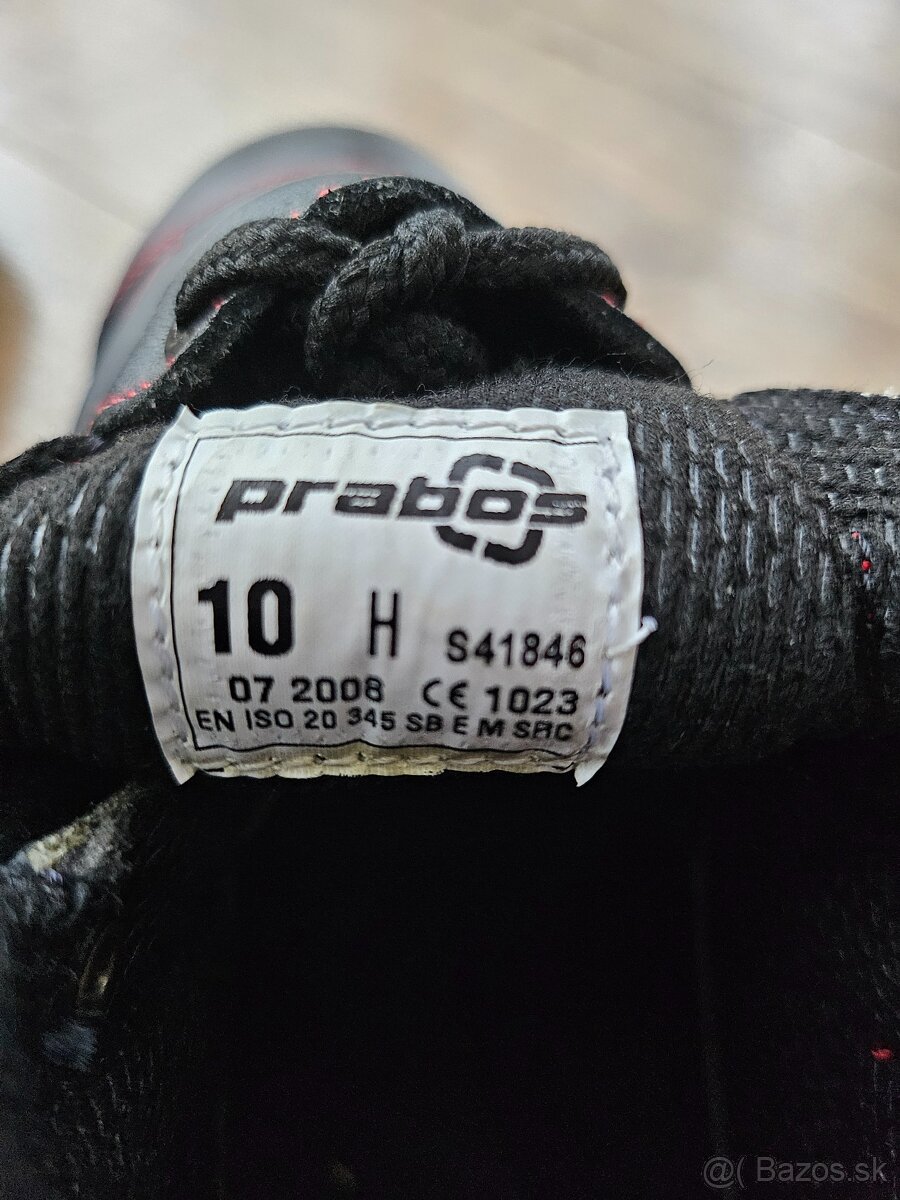 prabos
10 H S41846
07 2008 CE 1023
EN ISO 20 345 SB E M SRC
@( Bazos.sk